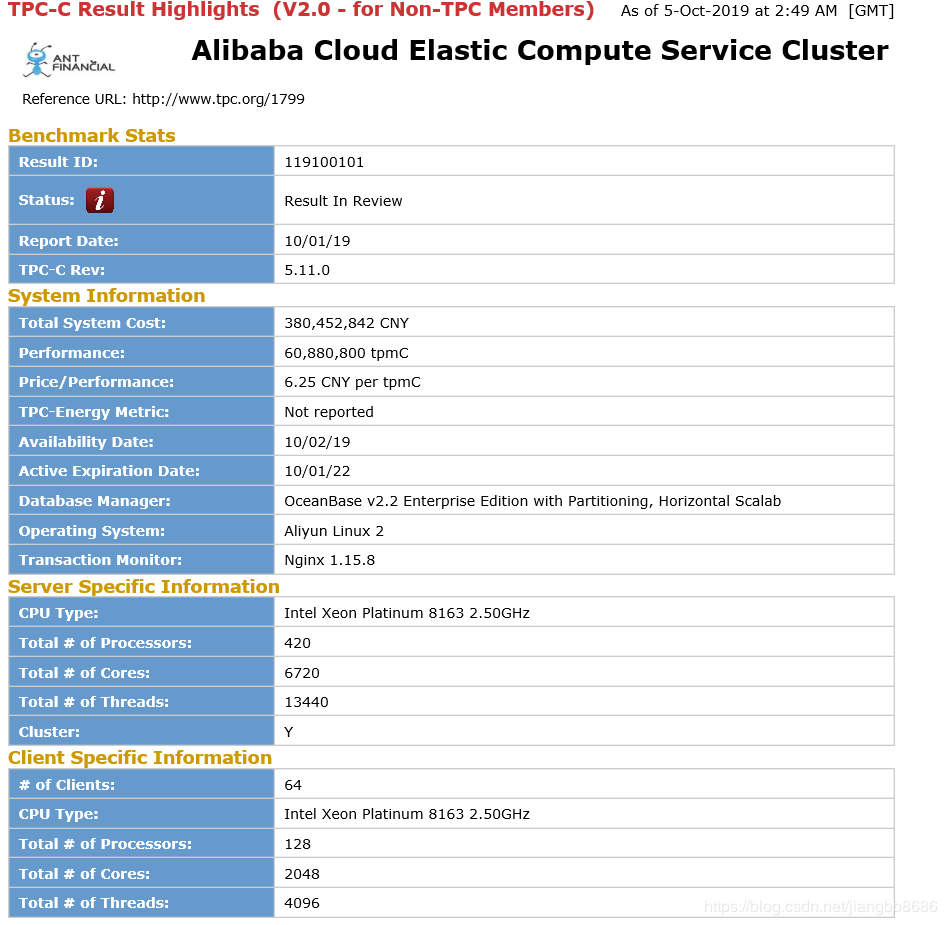 TPC-C Result Highlights (V2.0 - for Non-TPC Members) As of 5-Oct-2019 at 2:49 AM [GMT]
ANT FINANCIAL
Alibaba Cloud Elastic Compute Service Cluster
Reference URL: http://www.tpc.org/1799
Benchmark Stats
Result ID: 119100101
Status: i Result In Review
Report Date: 10/01/19
TPC-C Rev: 5.11.0
System Information
Total System Cost: 380,452,842 CNY
Performance: 60,880,800 tpmC
Price/Performance: 6.25 CNY per tpmC
TPC-Energy Metric: Not reported
Availability Date: 10/02/19
Active Expiration Date: 10/01/22
Database Manager: OceanBase v2.2 Enterprise Edition with Partitioning, Horizontal Scalab
Operating System: Aliyun Linux 2
Transaction Monitor: Nginx 1.15.8
Server Specific Information
CPU Type: Intel Xeon Platinum 8163 2.50GHz
Total # of Processors: 420
Total # of Cores: 6720
Total # of Threads: 13440
Cluster: Y
Client Specific Information
# of Clients: 64
CPU Type: Intel Xeon Platinum 8163 2.50GHz
Total # of Processors: 128
Total # of Cores: 2048
Total # of Threads: 4096
https://blog.csdn.net/jiangbo8686